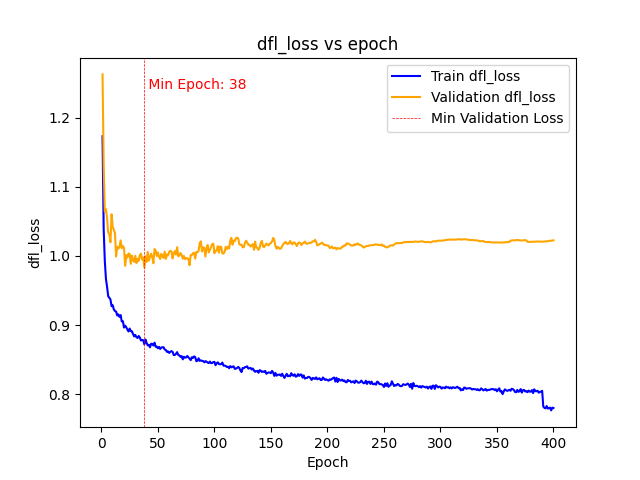 dfl_loss vs epoch
Min Epoch: 38
Train dfl_loss
Validation dfl_loss
Min Validation Loss
1.2
1.1
1.0
0.9
0.8
dfl_loss
0 50 100 150 200 250 300 350 400
Epoch